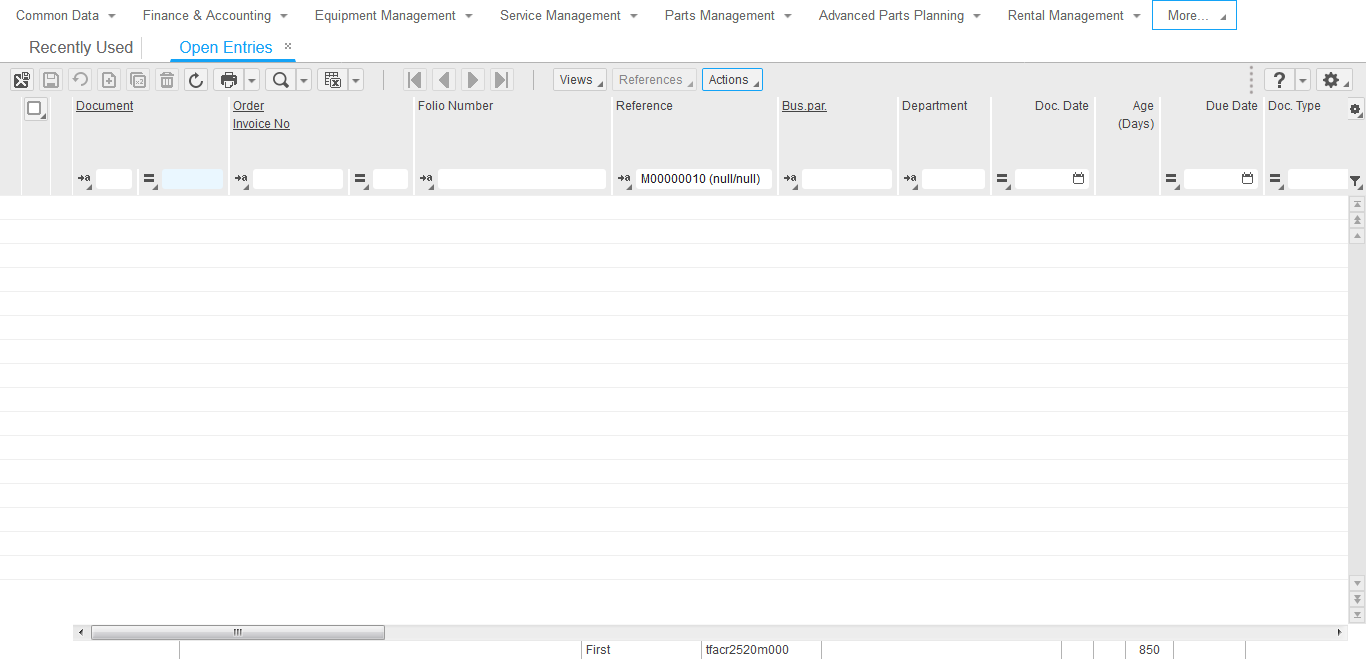 Common Data Finance & Accounting Equipment Management Service Management Parts Management Advanced Parts Planning Rental Management More...
Recently Used Open Entries ×
Views References Actions ?
Document Order Folio Number Reference Bus.par. Department Doc. Date Age Due Date Doc. Type
Invoice No (Days)
a = a = a a M00000010 (null/null) a a = = =
First tfacr2520m000 850